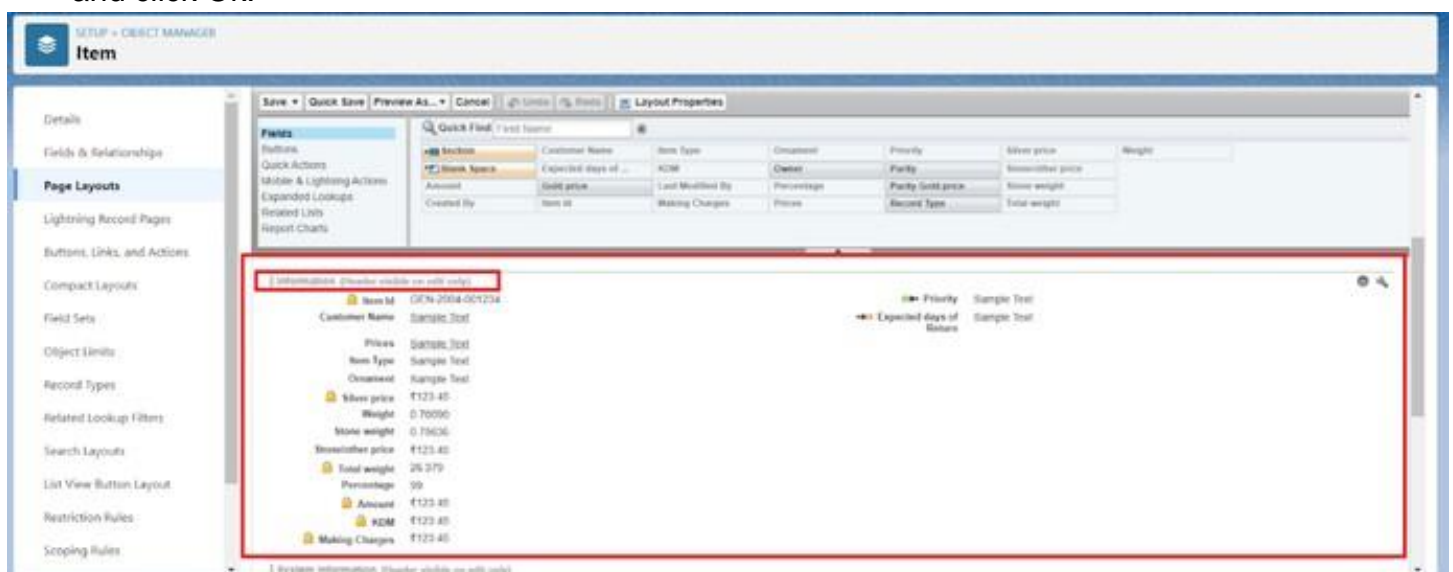 and click OK.
SETUP > OBJECT MANAGER
Item
Details
Fields & Relationships
Page Layouts
Lightning Record Pages
Buttons, Links, and Actions
Compact Layouts
Field Sets
Object Limits
Record Types
Related Lookup Filters
Search Layouts
List View Button Layout
Restriction Rules
Scoping Rules
Save Quick Save Preview As... Cancel Undo Redo Layout Properties
Fields
Buttons
Quick Actions
Mobile & Lightning Actions
Expanded Lookups
Related Lists
Report Charts
Quick Find Field Name
Section Customer Name Item Type Ornament Priority Silver price Weight
Blank Space Expected days of ... KDM Owner Purity Stone/other price
Amount Gold price Last Modified By Percentage Purity Gold price Stone weight
Created By Item Id Making Charges Prices Record Type Total weight
Information (Header visible on edit only)
Item Id GEN-2004-001234
Customer Name Sample Text
Prices Sample Text
Item Type Sample Text
Ornament Sample Text
Silver price ₹123.45
Weight
Stone weight
Stone/other price ₹123.45
Total weight 26.379
Percentage 99
Amount ₹123.45
KDM ₹123.45
Making Charges ₹123.45
Priority Sample Text
Expected days of Return Sample Text
System Information (Header visible on edit only)